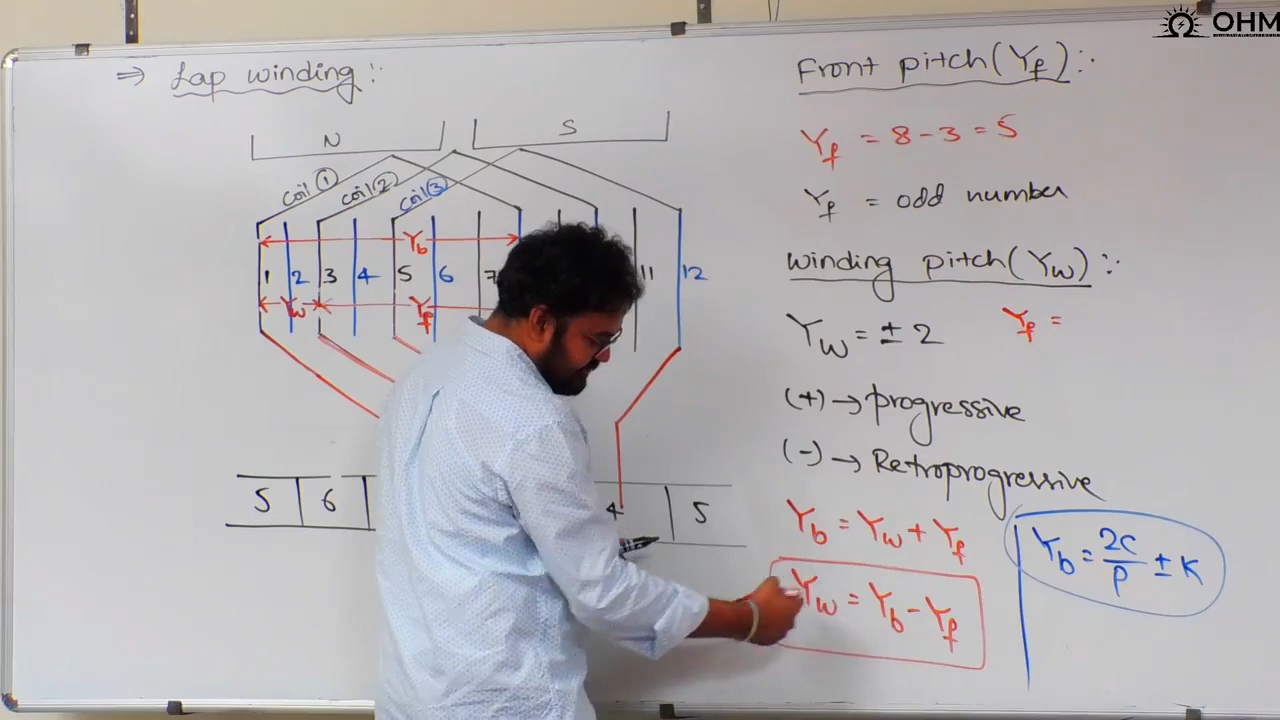 OHM
⇒ Lap winding :-
N
S
coil ①
coil ②
coil ③
Yb
1 2 3 4 5 6 7 11 12
Yw Yf
5 6 4 5
Front pitch (Yf) :-
Yf = 8 - 3 = 5
Yf = odd number
Winding pitch (Yw) :-
Yw = ± 2
Yf =
(+) → progressive
(-) → Retroprogressive
Yb = Yw + Yf
Yw = Yb - Yf
Yb = 2C/P ± K